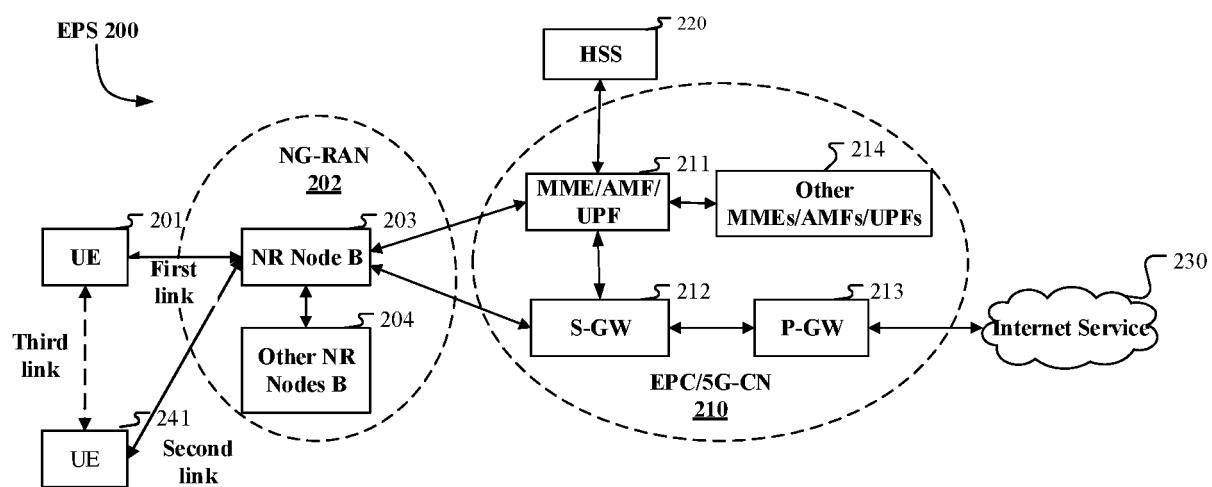 EPS 200
220
HSS
NG-RAN
202
211
MME/AMF/
UPF
214
Other
MMEs/AMFs/UPFs
201
UE
203
NR Node B
First
link
204
Other NR
Nodes B
212
S-GW
213
P-GW
230
Internet Service
Third
link
EPC/5G-CN
210
241
UE
Second
link